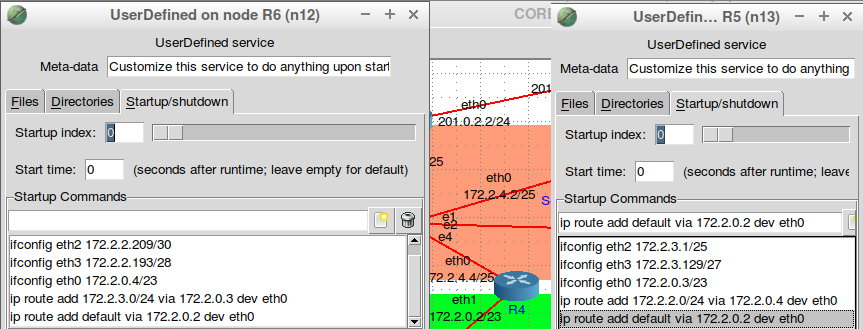 UserDefined on node R6 (n12)
UserDefined service
Meta-data Customize this service to do anything upon start
Files Directories Startup/shutdown
Startup index: 0
Start time: 0 (seconds after runtime; leave empty for default)
Startup Commands
ifconfig eth2 172.2.2.209/30
ifconfig eth3 172.2.2.193/28
ifconfig eth0 172.2.0.4/23
ip route add 172.2.3.0/24 via 172.2.0.3 dev eth0
ip route add default via 172.2.0.2 dev eth0
CORE
201
eth0
201.0.2.2/24
25
eth0
172.2.4.2/25
S
e1
e2
e4
eth0
72.2.4.4/25
R4
eth1
172.2.0.2/23
UserDefin... R5 (n13)
UserDefined service
Meta-data Customize this service to do anything
Files Directories Startup/shutdown
Startup index: 0
Start time: 0 (seconds after runtime; leave
Startup Commands
ip route add default via 172.2.0.2 dev eth0
ifconfig eth2 172.2.3.1/25
ifconfig eth3 172.2.3.129/27
ifconfig eth0 172.2.0.3/23
ip route add 172.2.2.0/24 via 172.2.0.4 dev eth0
ip route add default via 172.2.0.2 dev eth0